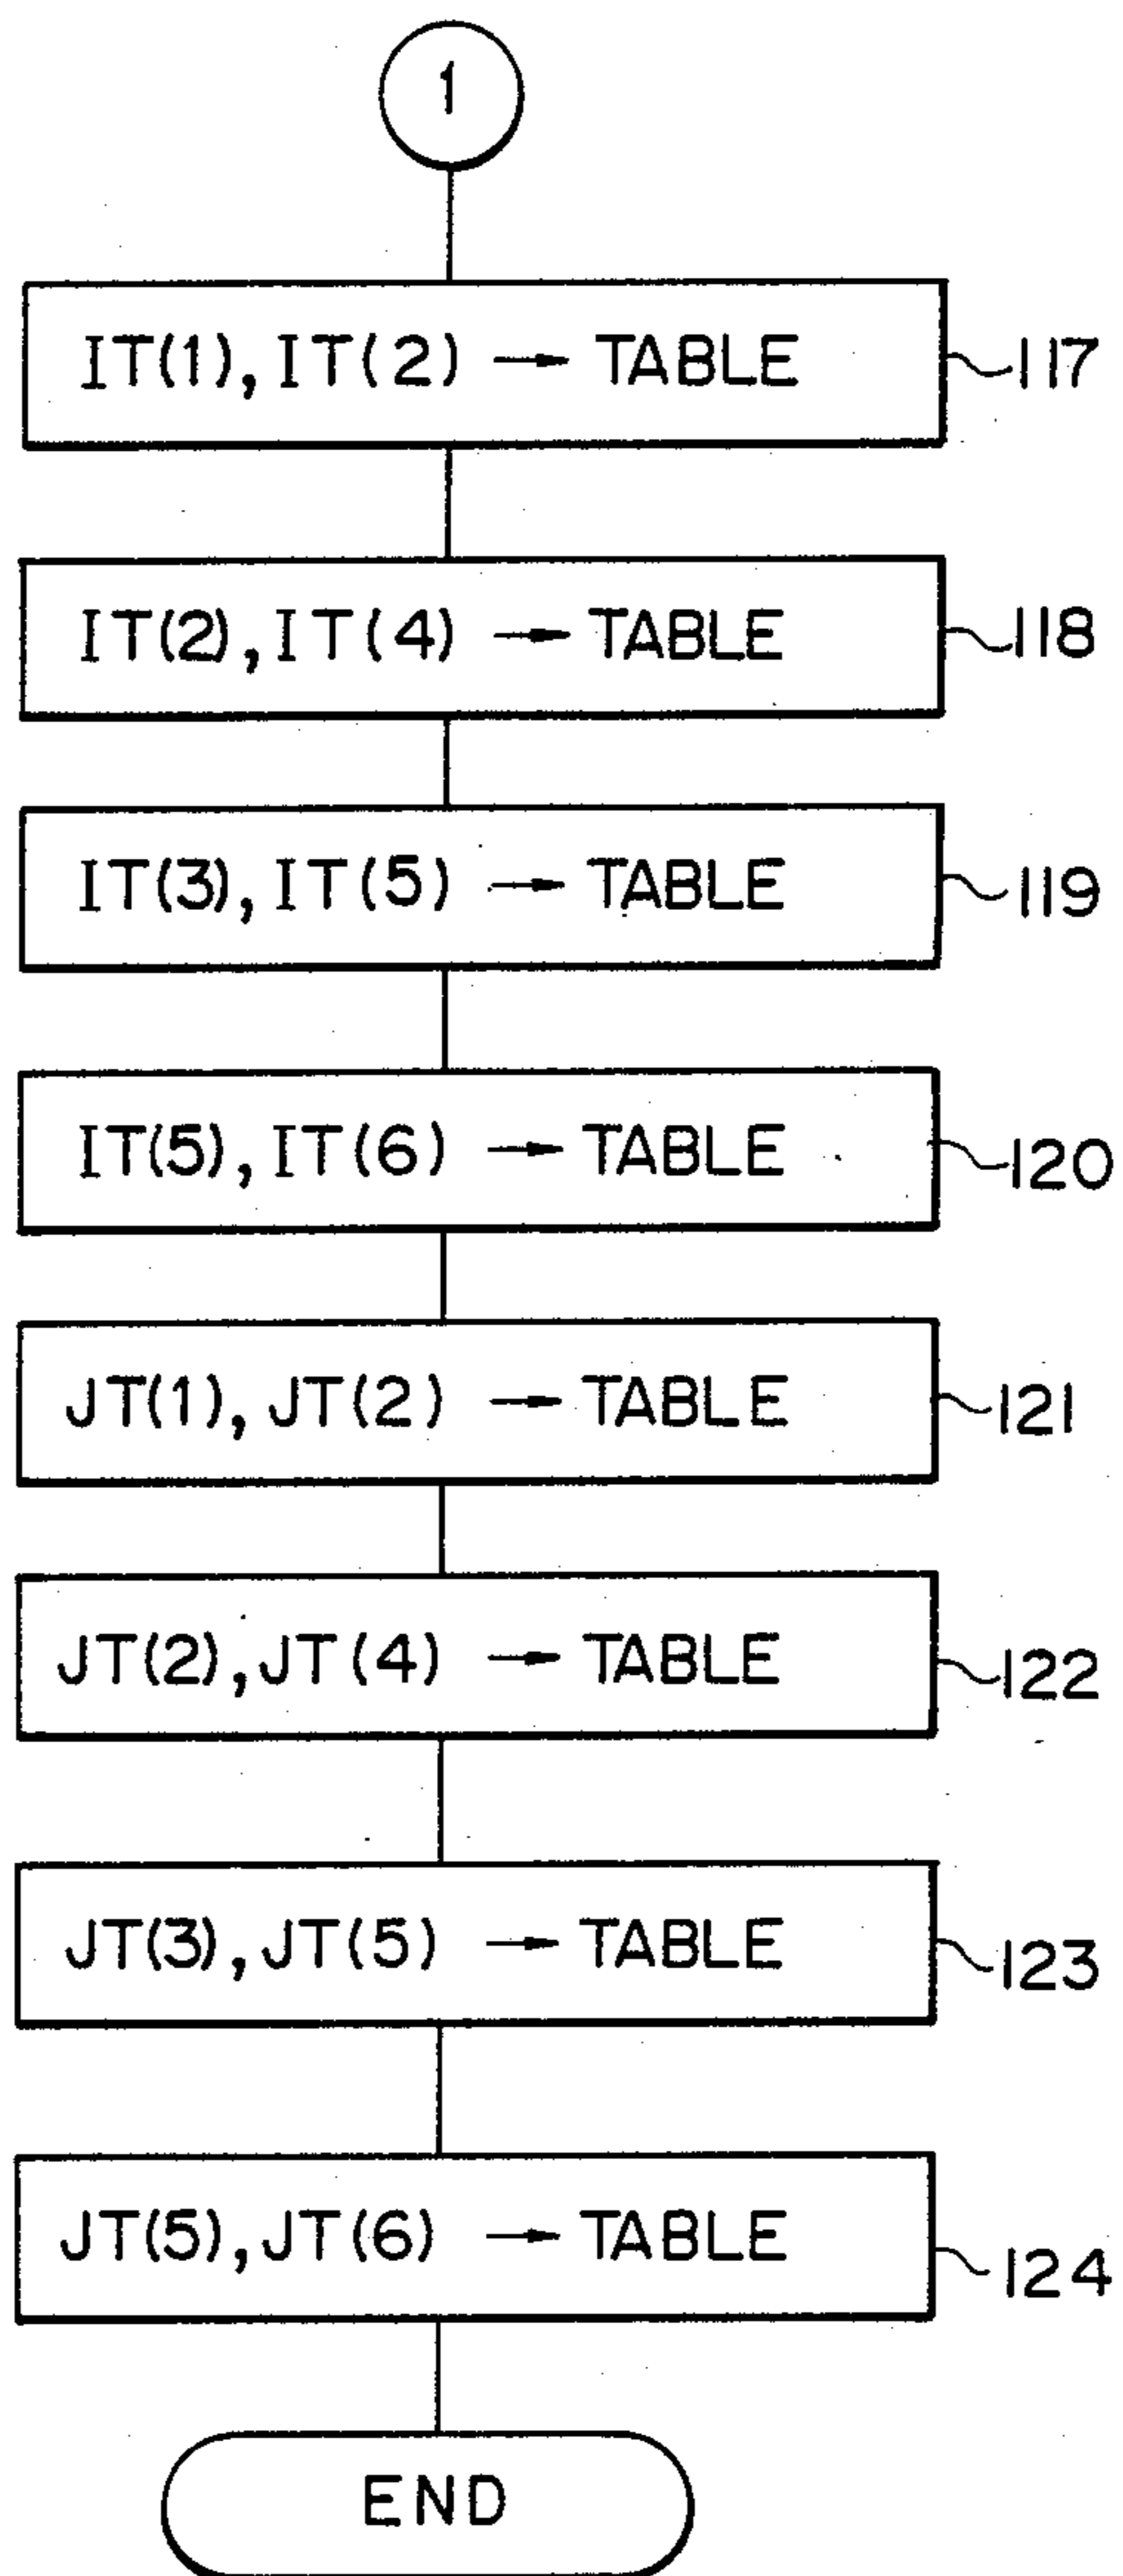 1
IT(1), IT(2) → TABLE
117
IT(2), IT(4) → TABLE
118
IT(3), IT(5) → TABLE
119
IT(5), IT(6) → TABLE
120
JT(1), JT(2) → TABLE
121
JT(2), JT(4) → TABLE
122
JT(3), JT(5) → TABLE
123
JT(5), JT(6) → TABLE
124
END